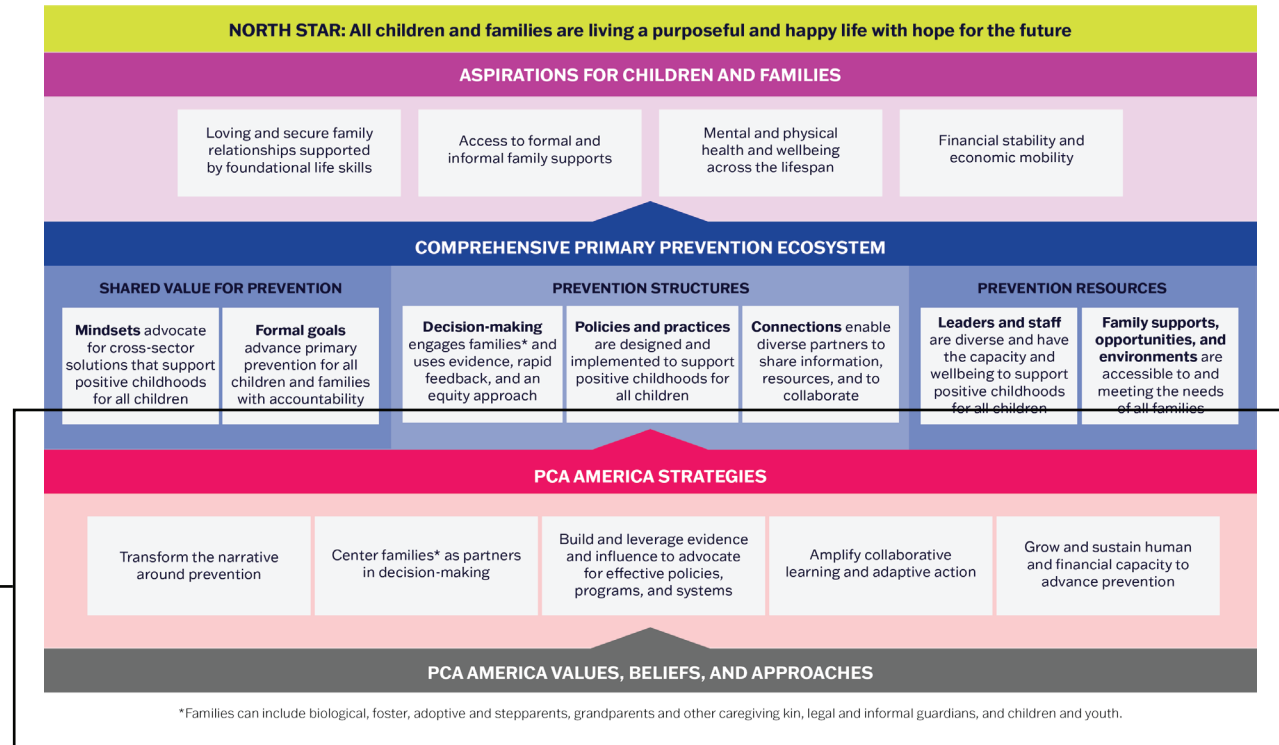 NORTH STAR: All children and families are living a purposeful and happy life with hope for the future
ASPIRATIONS FOR CHILDREN AND FAMILIES
Loving and secure family
relationships supported
by foundational life skills
Access to formal and
informal family supports
Mental and physical
health and wellbeing
across the lifespan
Financial stability and
economic mobility
COMPREHENSIVE PRIMARY PREVENTION ECOSYSTEM
SHARED VALUE FOR PREVENTION
Mindsets advocate
for cross-sector
solutions that support
positive childhoods
for all children
Formal goals
advance primary
prevention for all
children and families
with accountability
PREVENTION STRUCTURES
Decision-making
engages families* and
uses evidence, rapid
feedback, and an
equity approach
Policies and practices
are designed and
implemented to support
positive childhoods for
all children
Connections enable
diverse partners to
share information,
resources, and to
collaborate
PREVENTION RESOURCES
Leaders and staff
are diverse and have
the capacity and
wellbeing to support
positive childhoods
for all children
Family supports,
opportunities, and
environments are
accessible to and
meeting the needs
of all families
PCA AMERICA STRATEGIES
Transform the narrative
around prevention
Center families* as partners
in decision-making
Build and leverage evidence
and influence to advocate
for effective policies,
programs, and systems
Amplify collaborative
learning and adaptive action
Grow and sustain human
and financial capacity to
advance prevention
PCA AMERICA VALUES, BELIEFS, AND APPROACHES
*Families can include biological, foster, adoptive and stepparents, grandparents and other caregiving kin, legal and informal guardians, and children and youth.